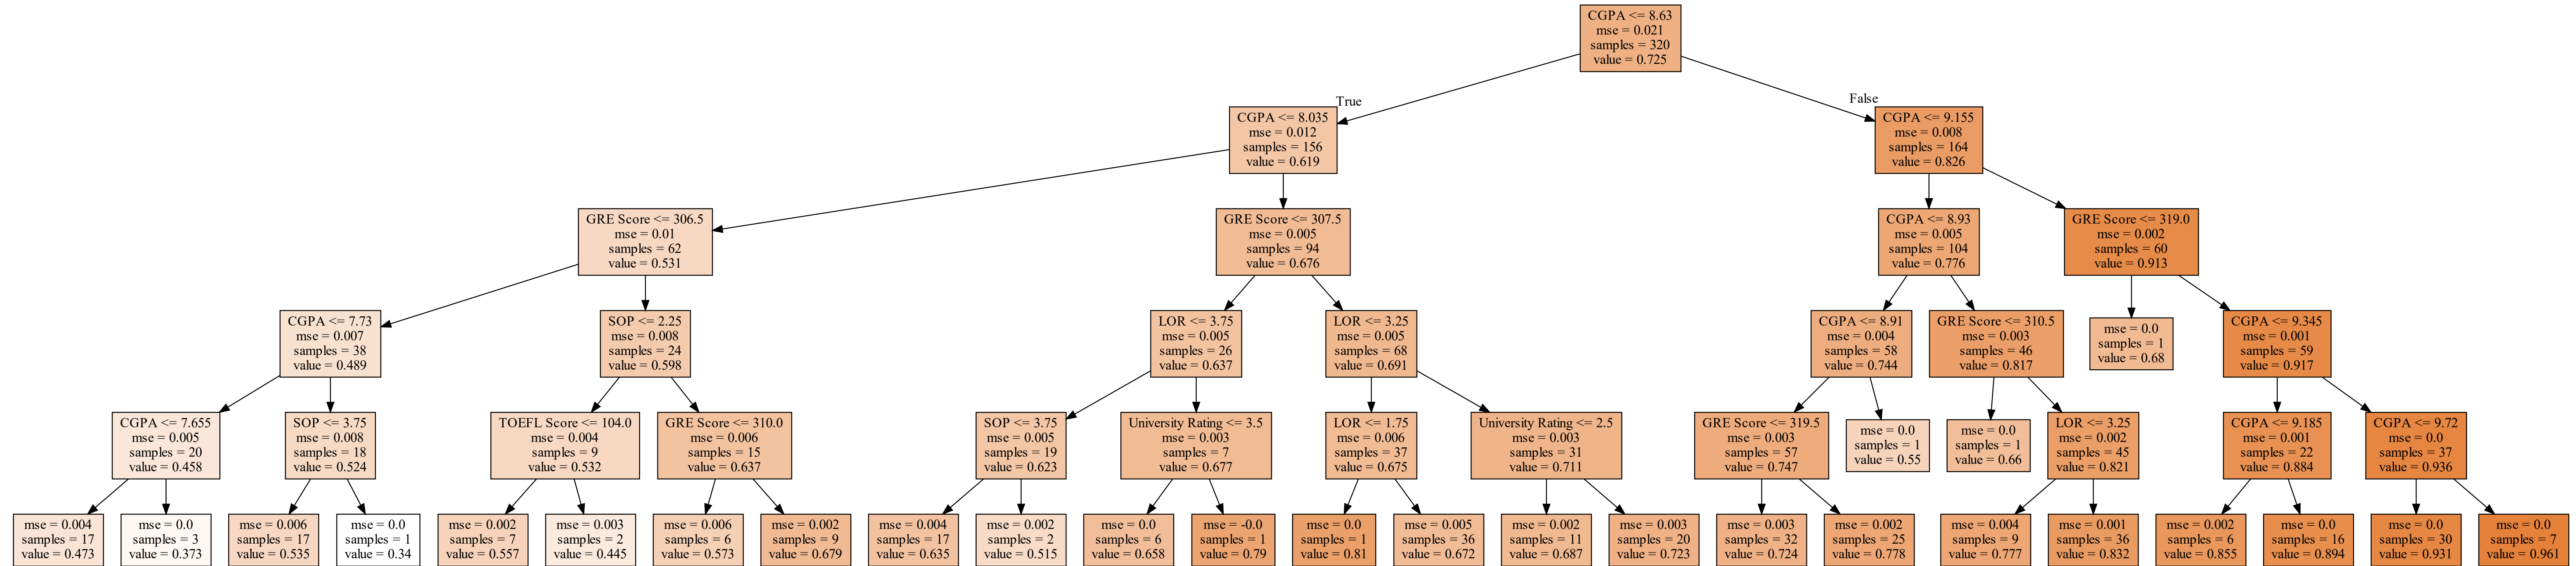 CGPA <= 8.63
mse = 0.021
samples = 320
value = 0.725
True
False
CGPA <= 8.035
mse = 0.012
samples = 156
value = 0.619
CGPA <= 9.155
mse = 0.008
samples = 164
value = 0.826
GRE Score <= 306.5
mse = 0.01
samples = 62
value = 0.531
GRE Score <= 307.5
mse = 0.005
samples = 94
value = 0.676
CGPA <= 8.93
mse = 0.005
samples = 104
value = 0.776
GRE Score <= 319.0
mse = 0.002
samples = 60
value = 0.913
CGPA <= 7.73
mse = 0.007
samples = 38
value = 0.489
SOP <= 2.25
mse = 0.008
samples = 24
value = 0.598
LOR <= 3.75
mse = 0.005
samples = 26
value = 0.637
LOR <= 3.25
mse = 0.005
samples = 68
value = 0.691
CGPA <= 8.91
mse = 0.004
samples = 58
value = 0.744
GRE Score <= 310.5
mse = 0.003
samples = 46
value = 0.817
mse = 0.0
samples = 1
value = 0.68
CGPA <= 9.345
mse = 0.001
samples = 59
value = 0.917
CGPA <= 7.655
mse = 0.005
samples = 20
value = 0.458
SOP <= 3.75
mse = 0.008
samples = 18
value = 0.524
TOEFL Score <= 104.0
mse = 0.004
samples = 9
value = 0.532
GRE Score <= 310.0
mse = 0.006
samples = 15
value = 0.637
SOP <= 3.75
mse = 0.005
samples = 19
value = 0.623
University Rating <= 3.5
mse = 0.003
samples = 7
value = 0.677
LOR <= 1.75
mse = 0.006
samples = 37
value = 0.675
University Rating <= 2.5
mse = 0.003
samples = 31
value = 0.711
GRE Score <= 319.5
mse = 0.003
samples = 57
value = 0.747
mse = 0.0
samples = 1
value = 0.55
mse = 0.0
samples = 1
value = 0.66
LOR <= 3.25
mse = 0.002
samples = 45
value = 0.821
CGPA <= 9.185
mse = 0.001
samples = 22
value = 0.884
CGPA <= 9.72
mse = 0.0
samples = 37
value = 0.936
mse = 0.004
samples = 17
value = 0.473
mse = 0.0
samples = 3
value = 0.373
mse = 0.006
samples = 17
value = 0.535
mse = 0.0
samples = 1
value = 0.34
mse = 0.002
samples = 7
value = 0.557
mse = 0.003
samples = 2
value = 0.445
mse = 0.006
samples = 6
value = 0.573
mse = 0.002
samples = 9
value = 0.679
mse = 0.004
samples = 17
value = 0.635
mse = 0.002
samples = 2
value = 0.515
mse = 0.0
samples = 6
value = 0.658
mse = -0.0
samples = 1
value = 0.79
mse = 0.0
samples = 1
value = 0.81
mse = 0.005
samples = 36
value = 0.672
mse = 0.002
samples = 11
value = 0.687
mse = 0.003
samples = 20
value = 0.723
mse = 0.003
samples = 32
value = 0.724
mse = 0.002
samples = 25
value = 0.778
mse = 0.004
samples = 9
value = 0.777
mse = 0.001
samples = 36
value = 0.832
mse = 0.002
samples = 6
value = 0.855
mse = 0.0
samples = 16
value = 0.894
mse = 0.0
samples = 30
value = 0.931
mse = 0.0
samples = 7
value = 0.961